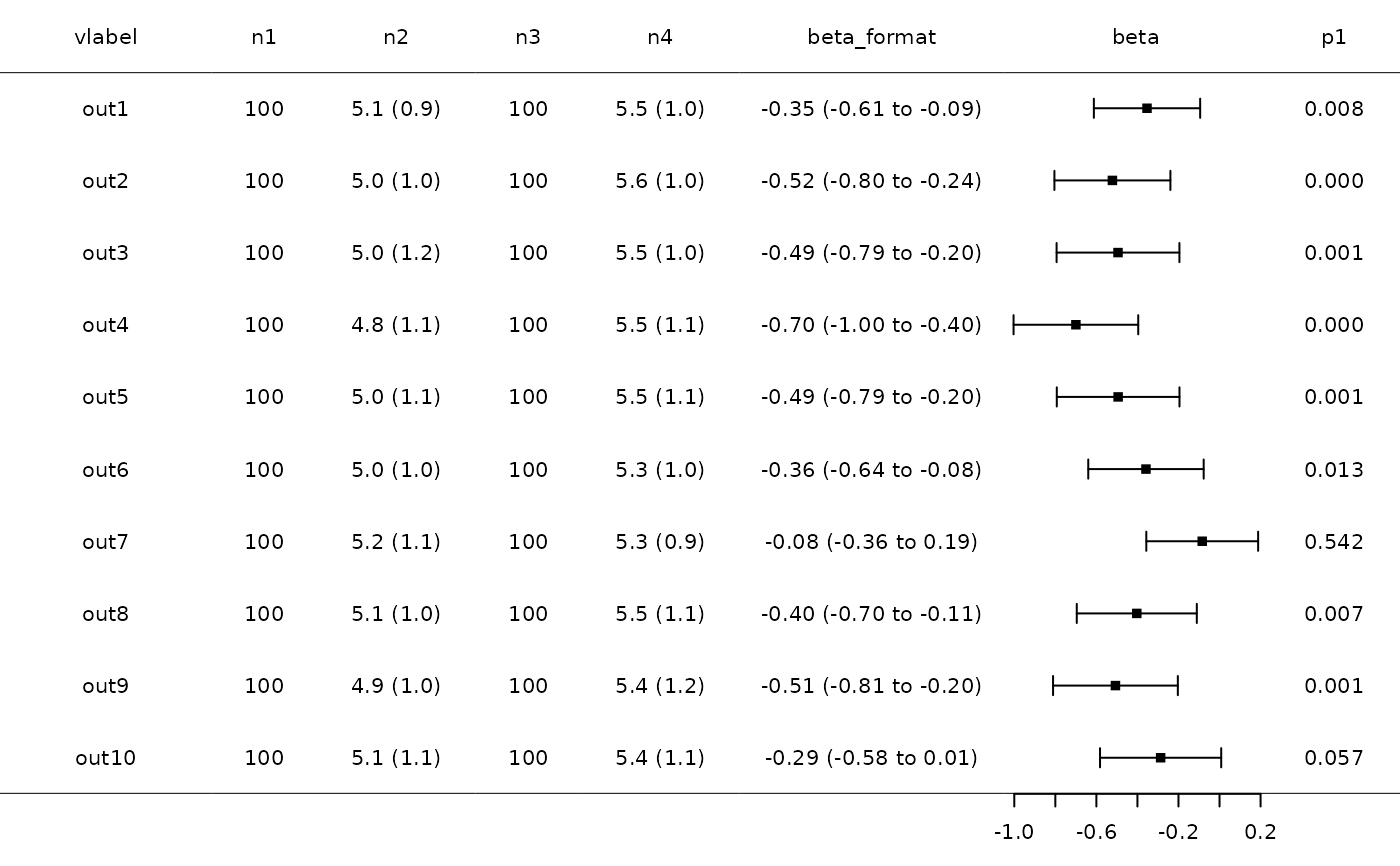 vlabel n1 n2 n3 n4 beta_format beta p1
out1 100 5.1 (0.9) 100 5.5 (1.0) -0.35 (-0.61 to -0.09) 0.008
out2 100 5.0 (1.0) 100 5.6 (1.0) -0.52 (-0.80 to -0.24) 0.000
out3 100 5.0 (1.2) 100 5.5 (1.0) -0.49 (-0.79 to -0.20) 0.001
out4 100 4.8 (1.1) 100 5.5 (1.1) -0.70 (-1.00 to -0.40) 0.000
out5 100 5.0 (1.1) 100 5.5 (1.1) -0.49 (-0.79 to -0.20) 0.001
out6 100 5.0 (1.0) 100 5.3 (1.0) -0.36 (-0.64 to -0.08) 0.013
out7 100 5.2 (1.1) 100 5.3 (0.9) -0.08 (-0.36 to 0.19) 0.542
out8 100 5.1 (1.0) 100 5.5 (1.1) -0.40 (-0.70 to -0.11) 0.007
out9 100 4.9 (1.0) 100 5.4 (1.2) -0.51 (-0.81 to -0.20) 0.001
out10 100 5.1 (1.1) 100 5.4 (1.1) -0.29 (-0.58 to 0.01) 0.057
-1.0 -0.6 -0.2 0.2